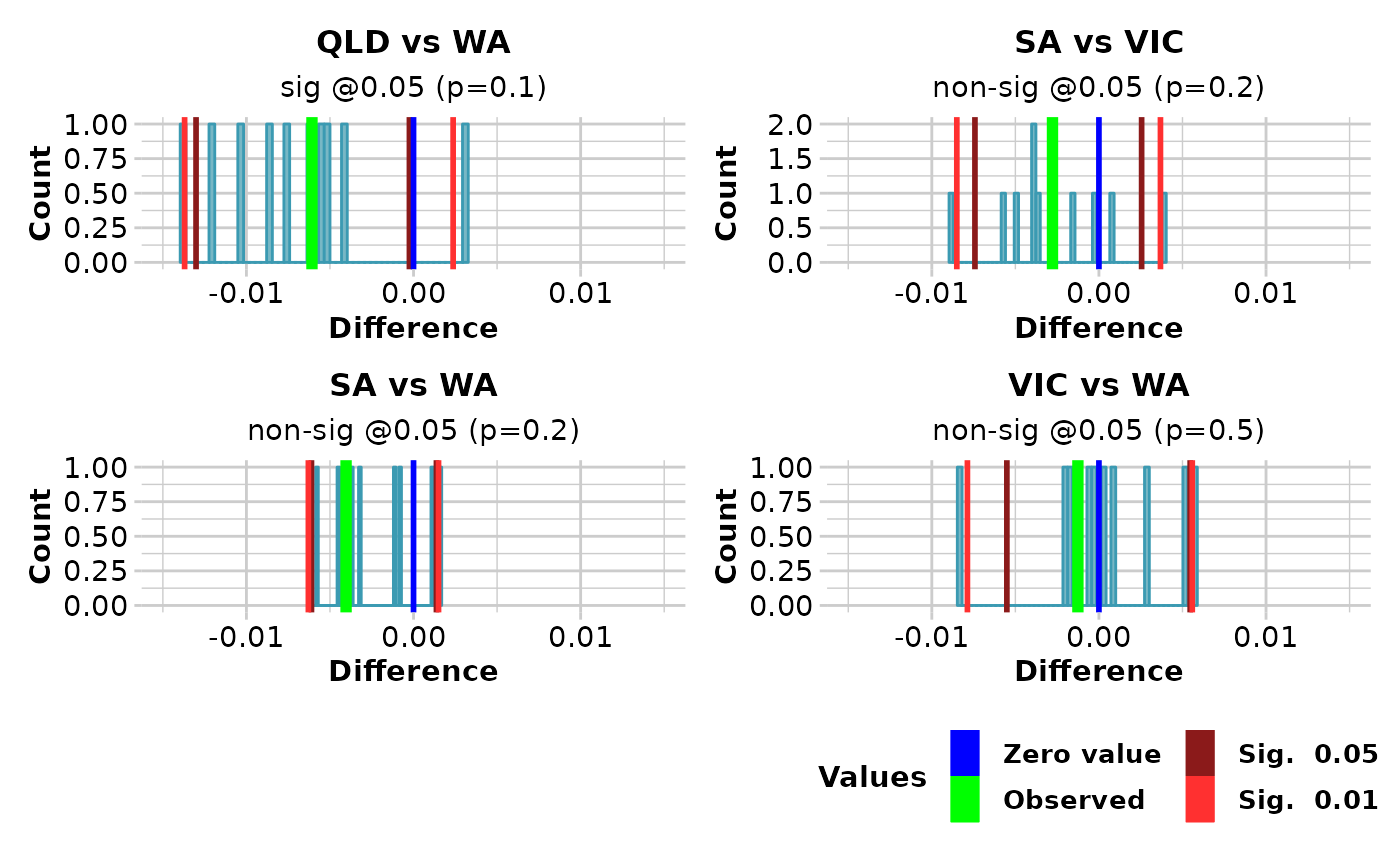 QLD vs WA
sig @0.05 (p=0.1)
Count
1.00
0.75
0.50
0.25
0.00
-0.01
0.00
0.01
Difference
SA vs VIC
non-sig @0.05 (p=0.2)
Count
2.0
1.5
1.0
0.5
0.0
-0.01
0.00
0.01
Difference
SA vs WA
non-sig @0.05 (p=0.2)
Count
1.00
0.75
0.50
0.25
0.00
-0.01
0.00
0.01
Difference
VIC vs WA
non-sig @0.05 (p=0.5)
Count
1.00
0.75
0.50
0.25
0.00
-0.01
0.00
0.01
Difference
Values
Zero value
Observed
Sig.  0.05
Sig.  0.01